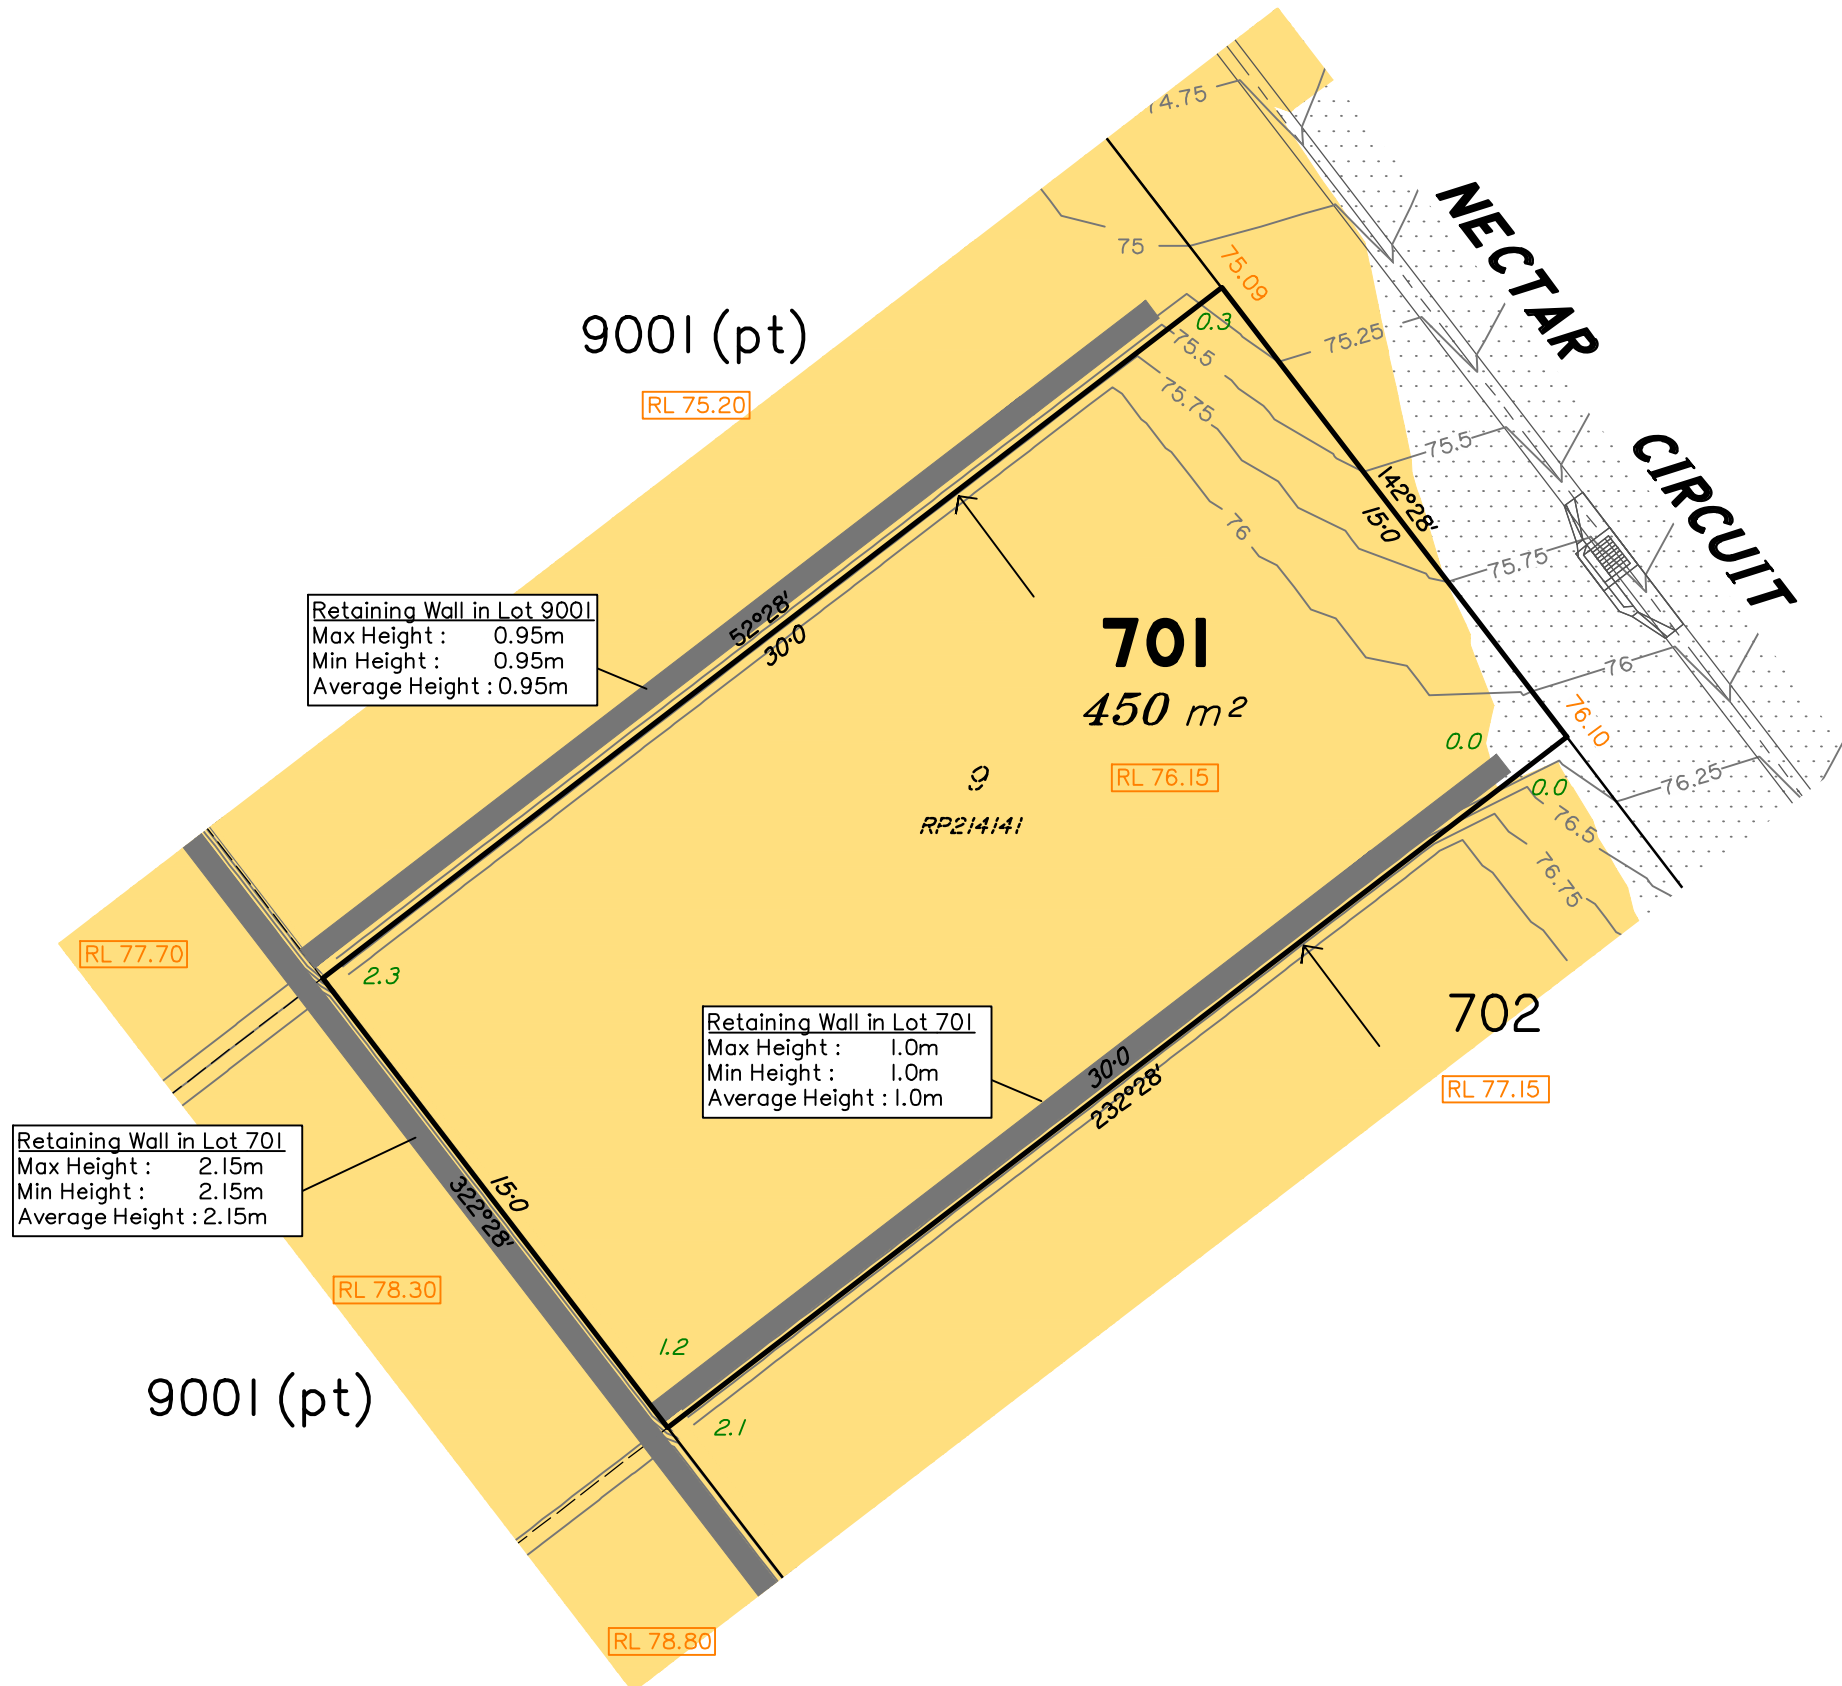 74.75
NECTAR
75
75.09
9001 (pt)
0.3
75.5
75.25
RL 75.20
75.75
75.5
CIRCUIT
142°28'
15·0
76
75.75
Retaining Wall in Lot 9001
Max Height : 0.95m
Min Height : 0.95m
Average Height : 0.95m
52°28'
30·0
701
450 m²
76
76.10
0.0
9
RL 76.15
76.25
0.0
RP214141
76.5
76.75
RL 77.70
2.3
702
Retaining Wall in Lot 701
Max Height : 1.0m
Min Height : 1.0m
Average Height : 1.0m
30·0
232°28'
RL 77.15
Retaining Wall in Lot 701
Max Height : 2.15m
Min Height : 2.15m
Average Height : 2.15m
15·0
322°28'
RL 78.30
1.2
9001 (pt)
2.1
RL 78.80